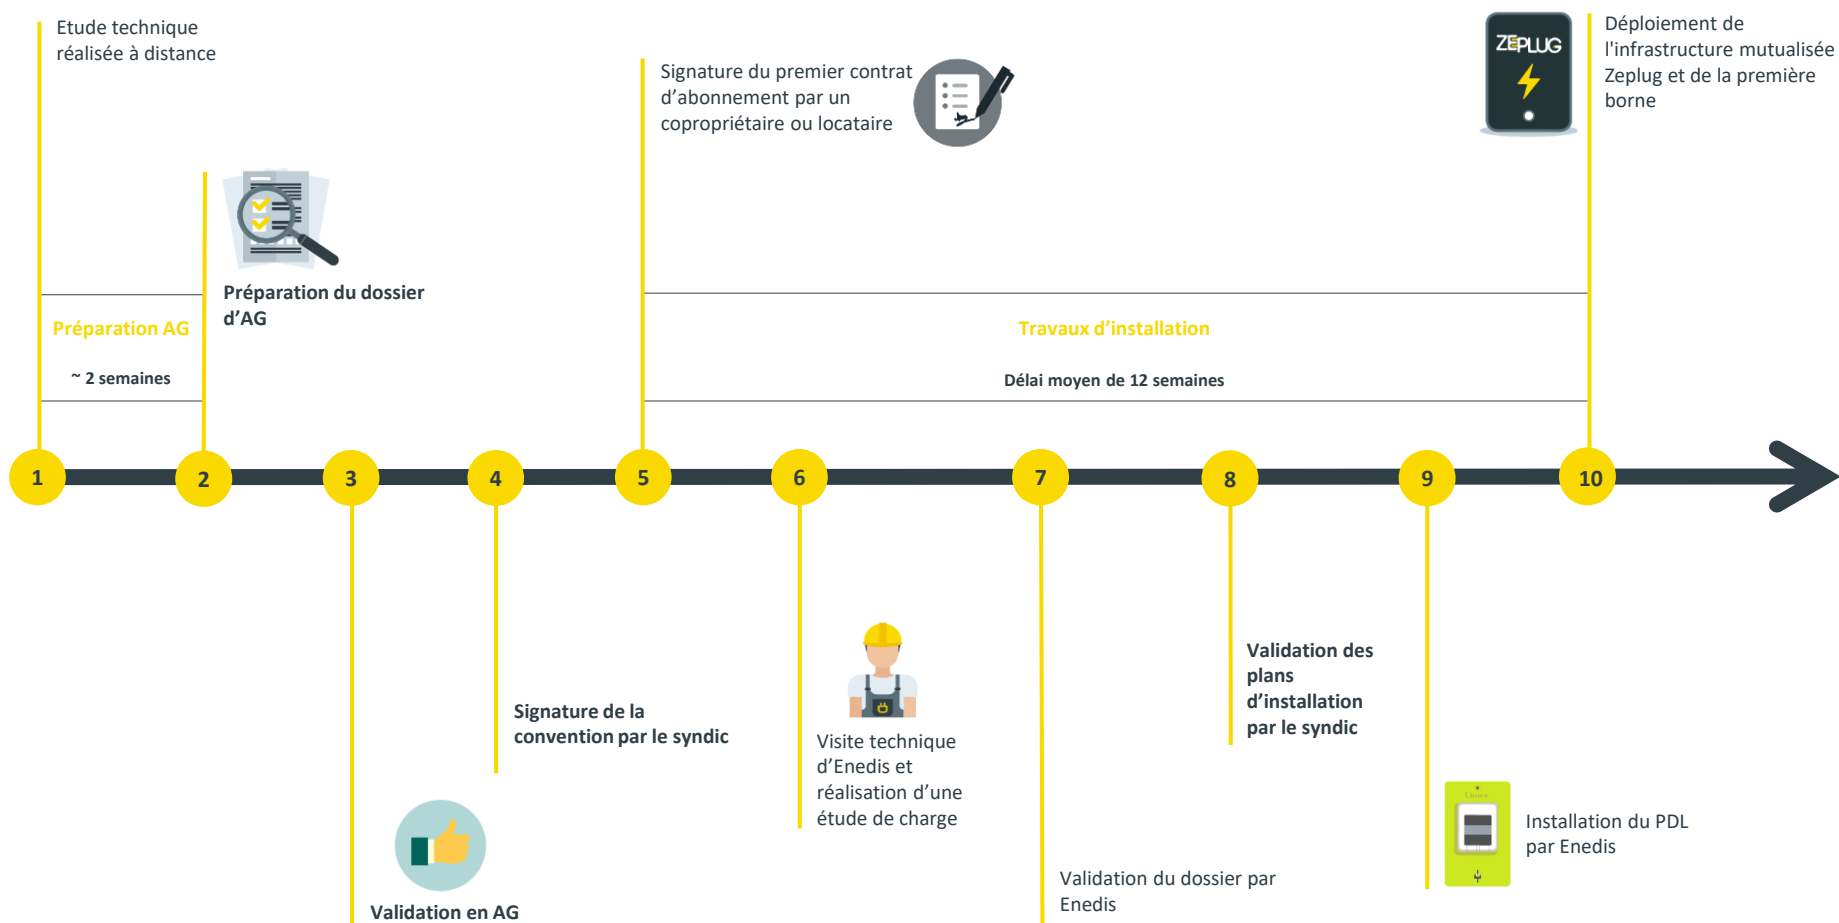 Etude technique
réalisée à distance
Signature du premier contrat
d’abonnement par un
copropriétaire ou locataire
ZEPLUG
Déploiement de
l'infrastructure mutualisée
Zeplug et de la première
borne
Préparation du dossier
d’AG
Préparation AG
~ 2 semaines
Travaux d’installation
Délai moyen de 12 semaines
1
2
3
4
5
6
7
8
9
10
Signature de la
convention par le syndic
Validation en AG
Visite technique
d’Enedis et
réalisation d’une
étude de charge
Validation du dossier par
Enedis
Validation des
plans
d’installation
par le syndic
Linky
Installation du PDL
par Enedis